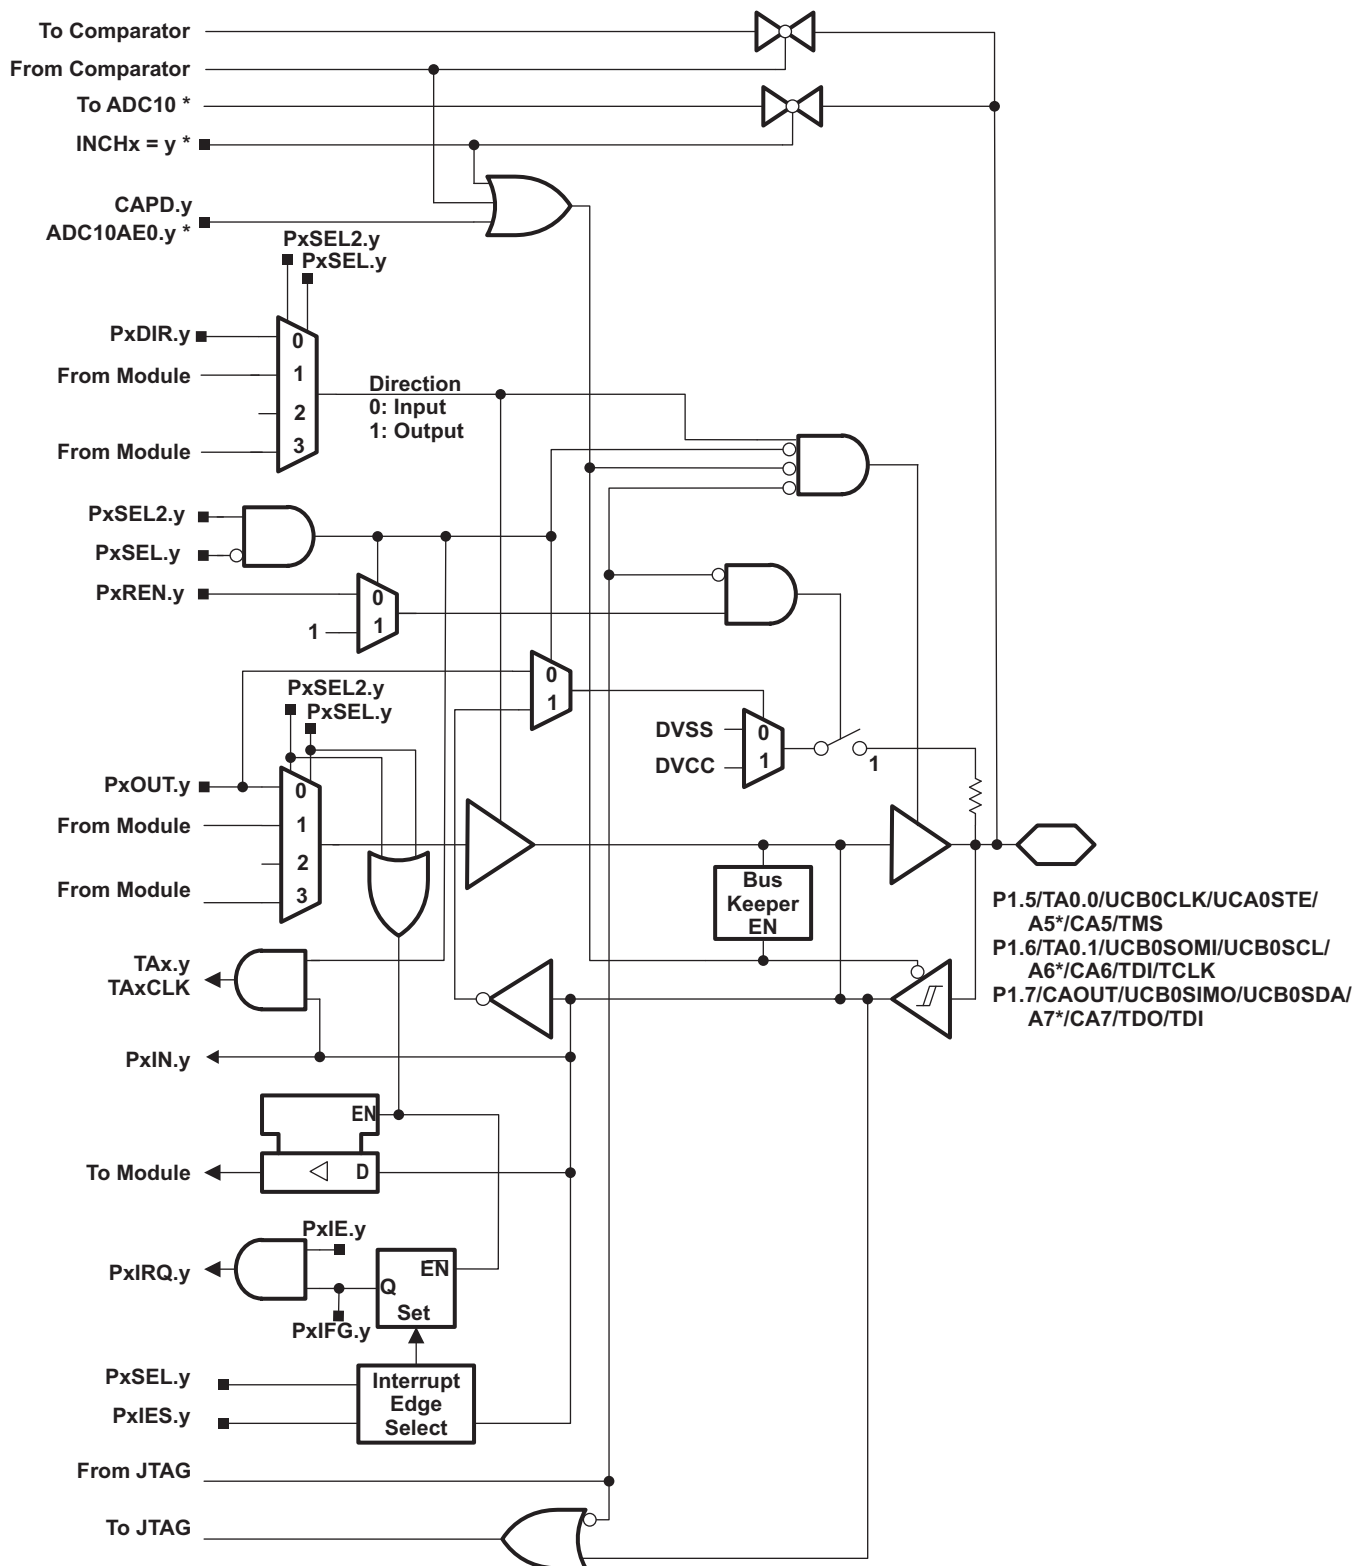 To Comparator
From Comparator
To ADC10 *
INCHx = y *
CAPD.y
ADC10AE0.y *
PxSEL2.y
PxSEL.y
PxDIR.y
0
From Module
1
2
From Module
3
Direction
0: Input
1: Output
PxSEL2.y
PxSEL.y
PxREN.y
0
1
1
0
1
PxSEL2.y
PxSEL.y
DVSS
0
DVCC
1
1
PxOUT.y
0
From Module
1
2
From Module
3
Bus
Keeper
EN
P1.5/TA0.0/UCB0CLK/UCA0STE/
A5*/CA5/TMS
P1.6/TA0.1/UCB0SOMI/UCB0SCL/
A6*/CA6/TDI/TCLK
P1.7/CAOUT/UCB0SIMO/UCB0SDA/
A7*/CA7/TDO/TDI
TAx.y
TAxCLK
PxIN.y
EN
To Module
D
PxIE.y
PxIRQ.y
EN
Q
Set
PxIFG.y
PxSEL.y
PxIES.y
Interrupt
Edge
Select
From JTAG
To JTAG